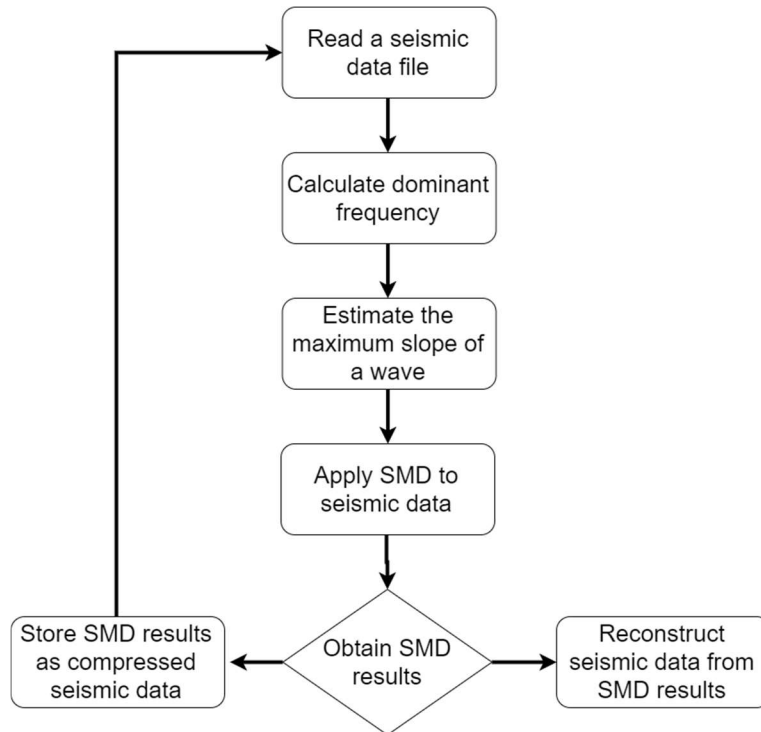 Read a seismic
data file
Calculate dominant
frequency
Estimate the
maximum slope of
a wave
Apply SMD to
seismic data
Obtain SMD
results
Store SMD results
as compressed
seismic data
Reconstruct
seismic data from
SMD results